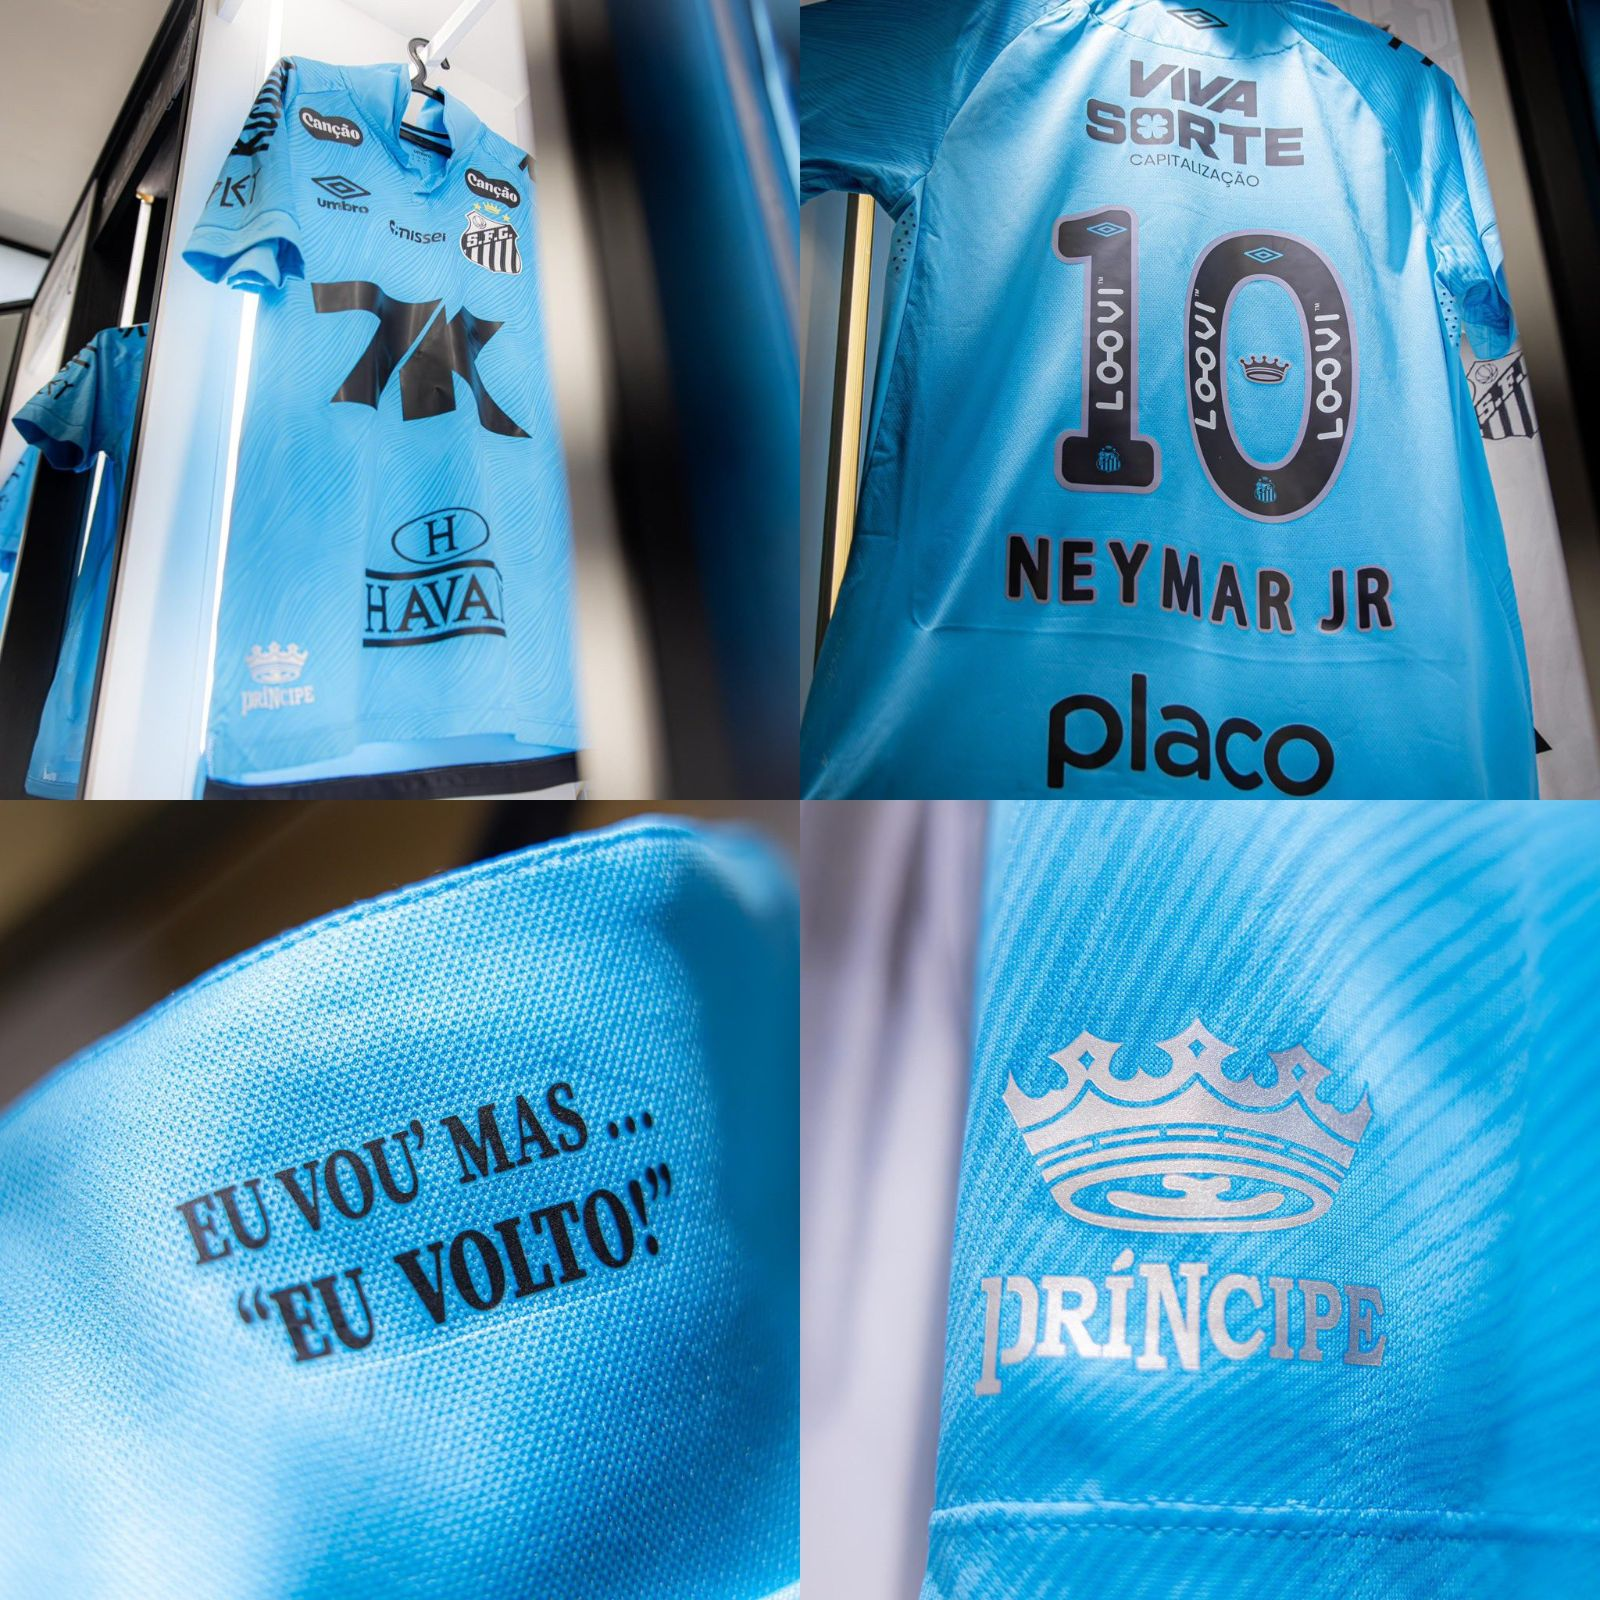 Canção
umbro
Canção
nissei
S.F.C.
7K
H
HAVAN
PRÍNCIPE
VIVA
SORTE
CAPITALIZAÇÃO
10
LOOVI
LOOVI
LOOVI
NEYMAR JR
placo
S.F.
EU VOU' MAS ...
“EU VOLTO!”
PRÍNCIPE